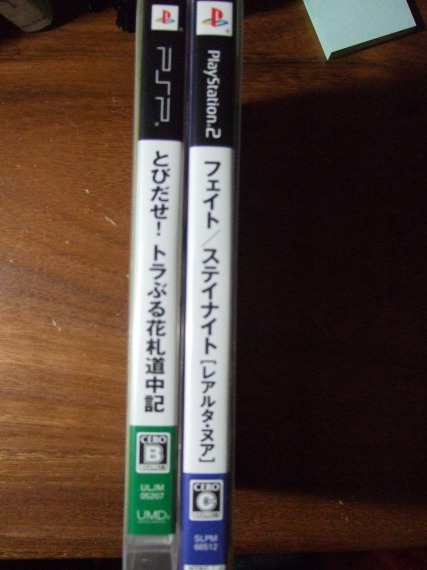 PSP
とびだせ! トラぶる花札道中記
CERO
B
ULJM
05207
UMD
PlayStation.2
フェイト/ステイナイト[レアルタ・ヌア]
CERO
C
SLPM
66512